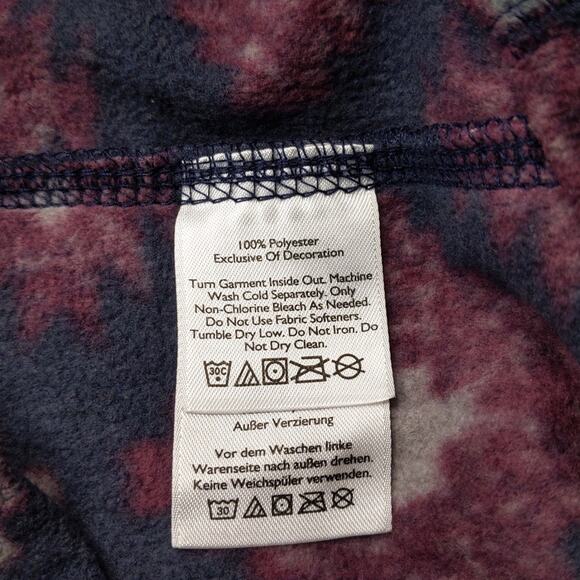 100% Polyester
Exclusive Of Decoration
Turn Garment Inside Out. Machine
Wash Cold Separately. Only
Non-Chlorine Bleach As Needed.
Do Not Use Fabric Softeners.
Tumble Dry Low. Do Not Iron. Do
Not Dry Clean.
30C
Außer Verzierung
Vor dem Waschen linke
Warenseite nach außen drehen.
Keine Weichspüler verwenden.
30